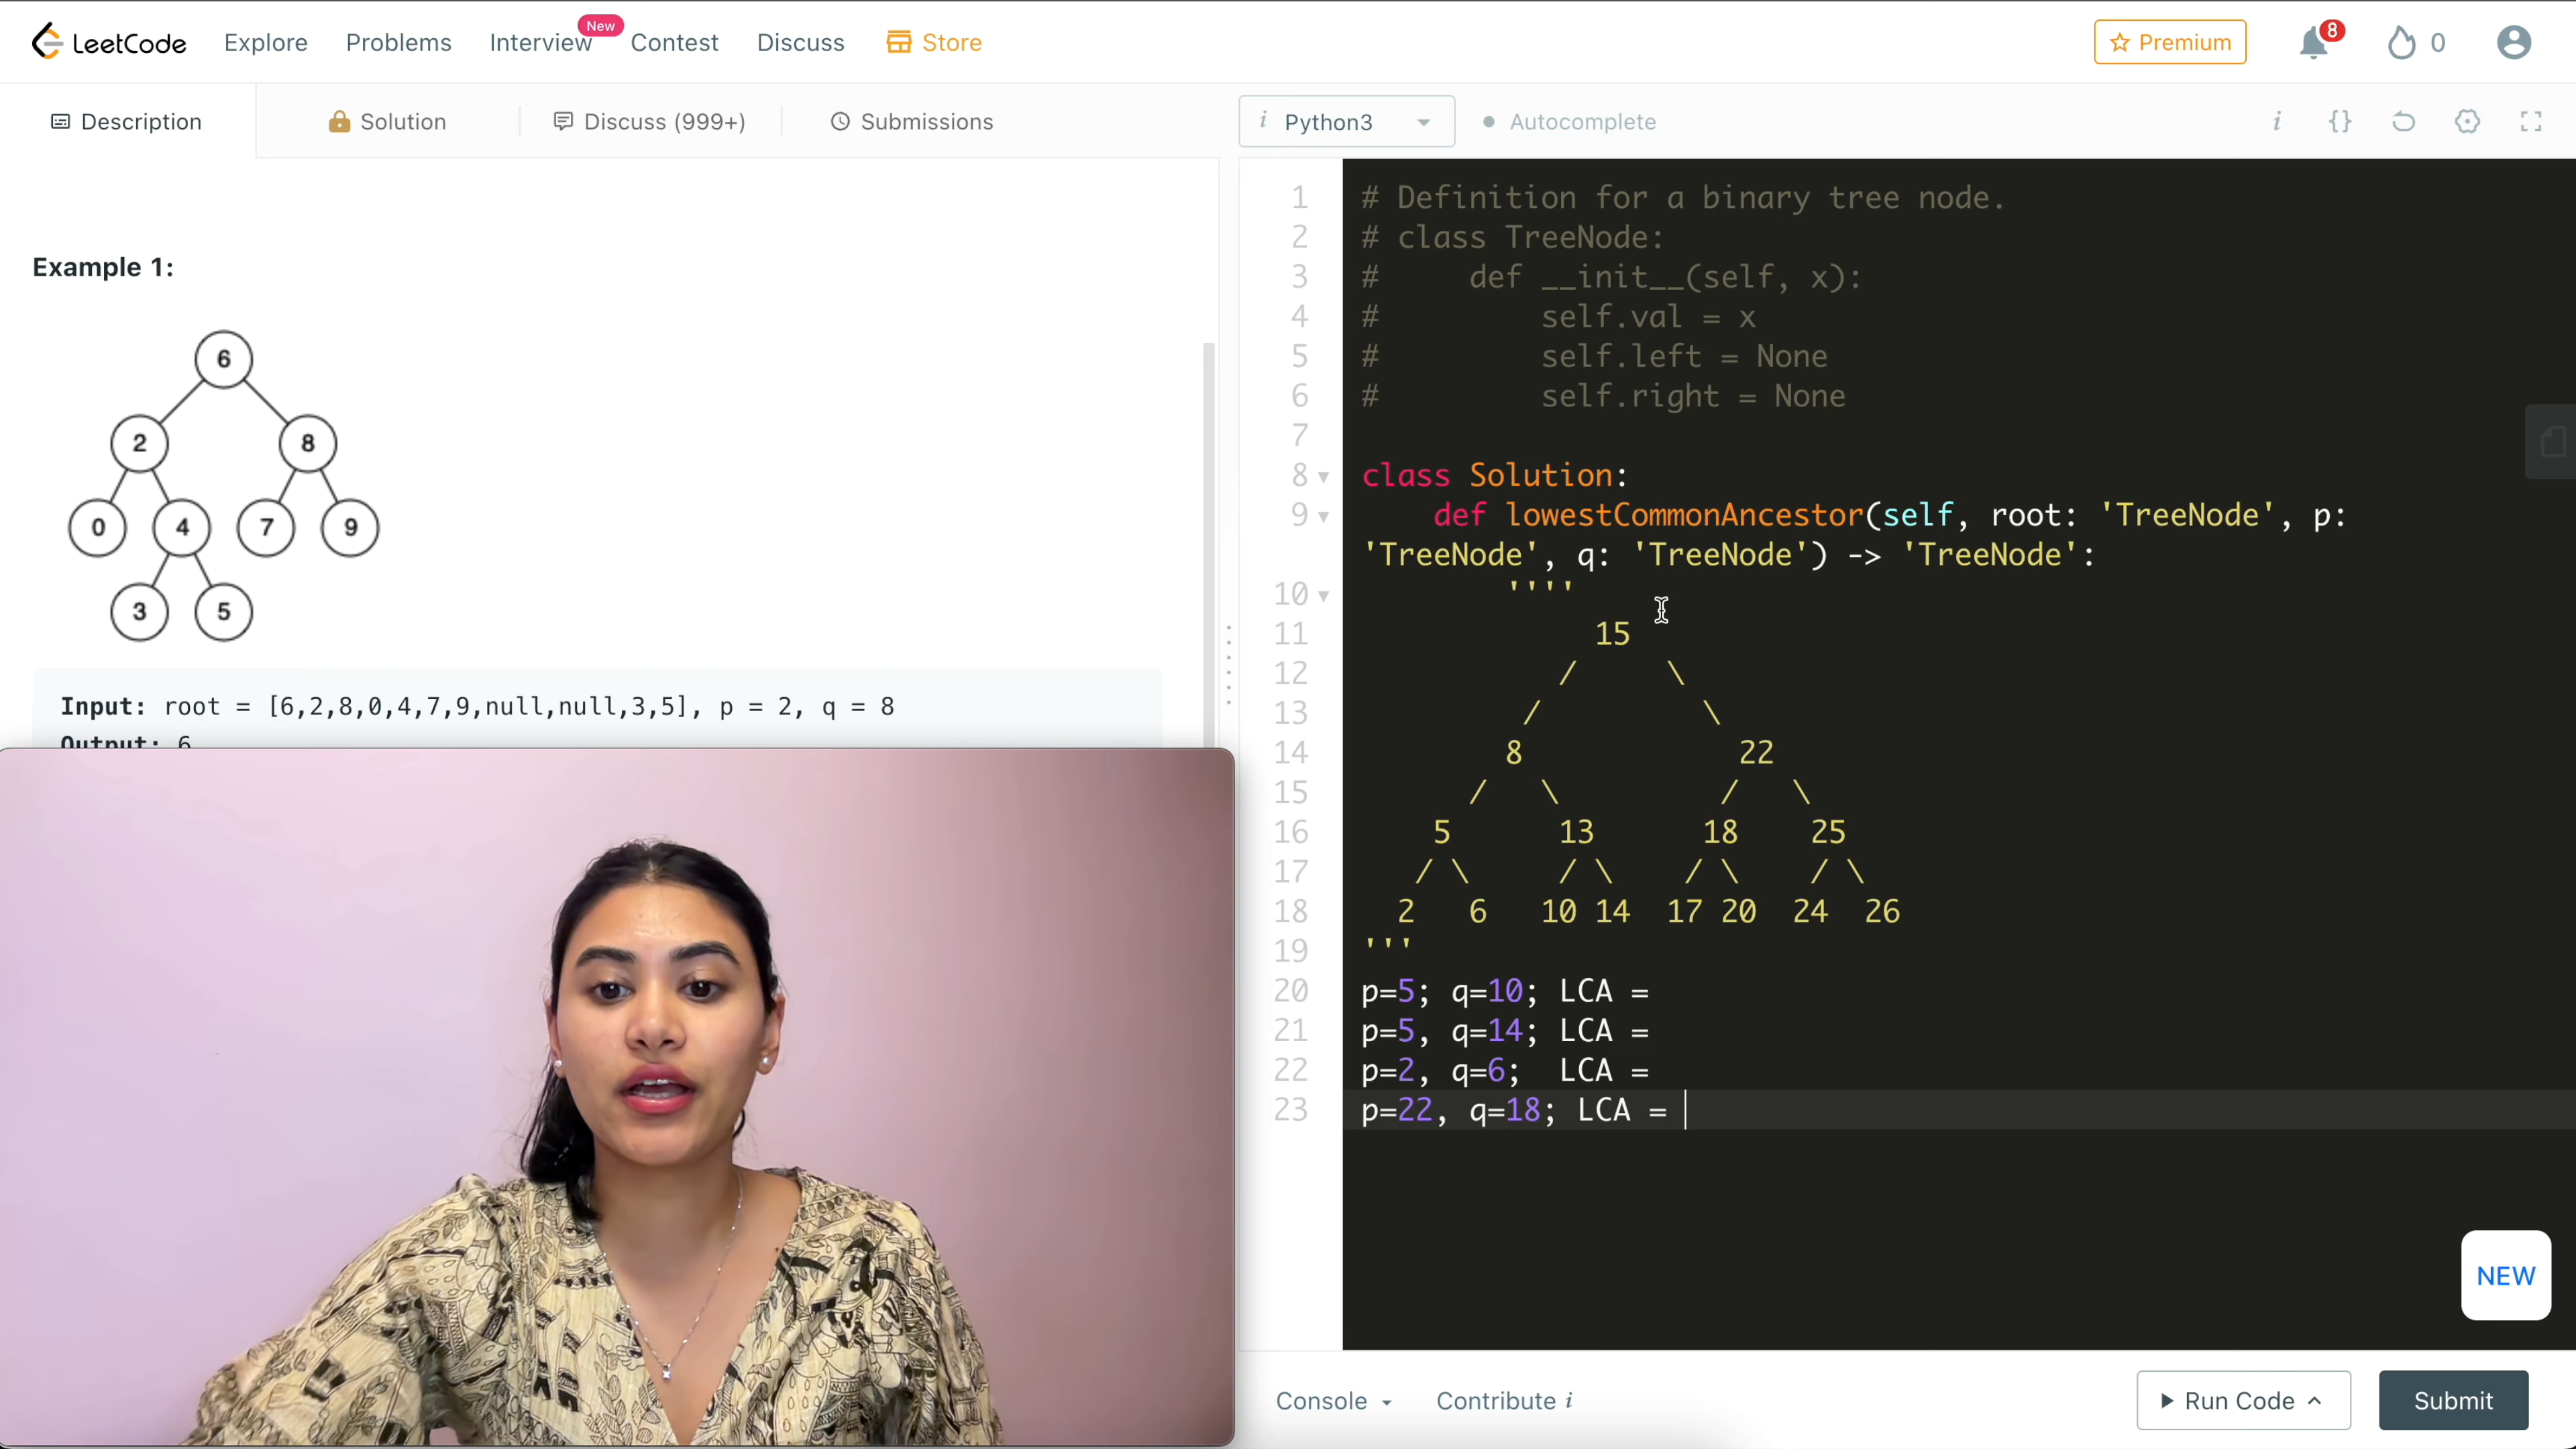 LeetCode Explore Problems Interview New Contest Discuss Store Premium 8 0
Description Solution Discuss (999+) Submissions
i Python3 Autocomplete i {}
Example 1:
6
2 8
0 4 7 9
3 5
Input: root = [6,2,8,0,4,7,9,null,null,3,5], p = 2, q = 8
Output: 6
1 # Definition for a binary tree node.
2 # class TreeNode:
3 #     def __init__(self, x):
4 #         self.val = x
5 #         self.left = None
6 #         self.right = None
7
8 class Solution:
9     def lowestCommonAncestor(self, root: 'TreeNode', p:
'TreeNode', q: 'TreeNode') -> 'TreeNode':
10         ''''
11              15
12            /     \
13          /         \
14         8             22
15       /   \         /   \
16     5      13      18    25
17    / \     / \    / \    / \
18   2   6   10 14  17 20  24  26
19 '''
20 p=5; q=10; LCA =
21 p=5, q=14; LCA =
22 p=2, q=6;  LCA =
23 p=22, q=18; LCA =
NEW
Console Contribute i Run Code Submit